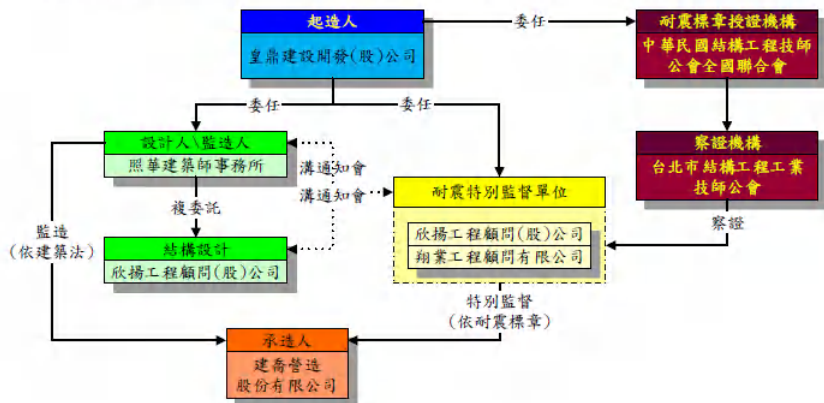 起造人
皇鼎建設開發(股)公司
委任
耐震標章授證機構
中華民國結構工程技師
公會全國聯合會
委任
委任
設計人\監造人
照華建築師事務所
溝通知會
溝通知會
察證機構
台北市結構工程工業
技師公會
耐震特別監督單位
欣揚工程顧問(股)公司
翔業工程顧問有限公司
察證
複委託
監造
(依建築法)
結構設計
欣揚工程顧問(股)公司
特別監督
(依耐震標章)
承造人
建喬營造
股份有限公司